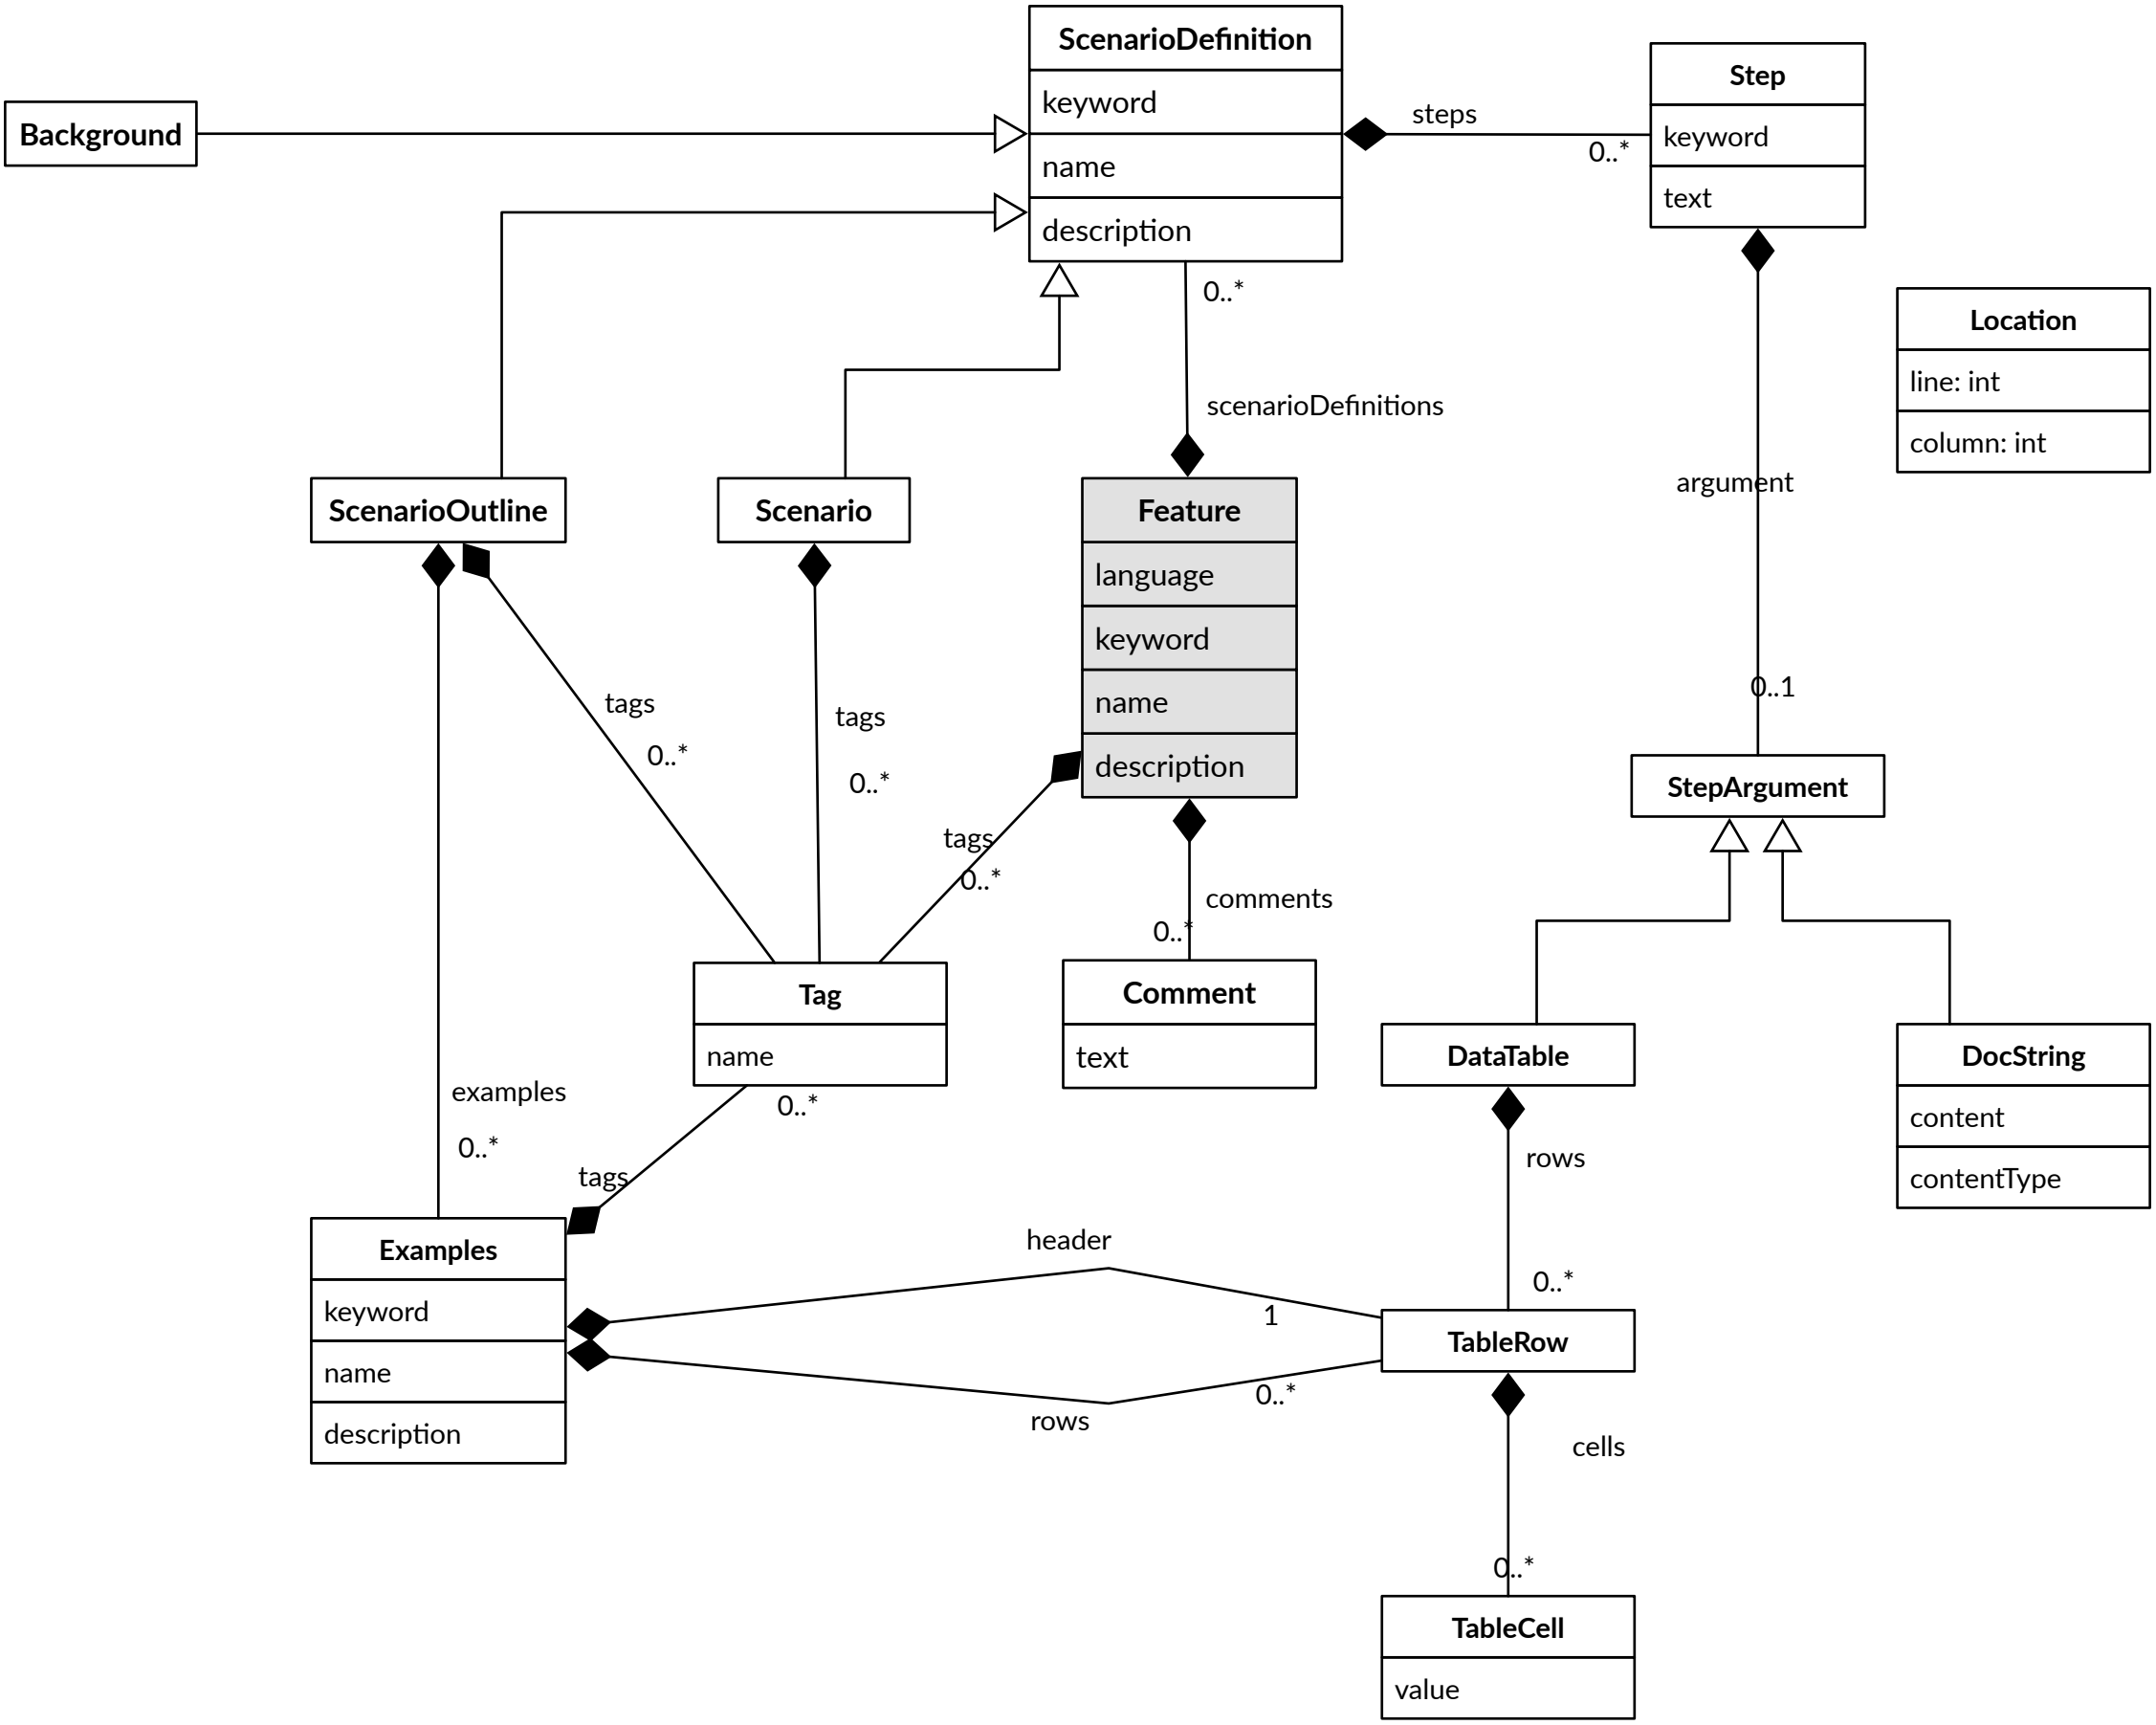 ScenarioDefinition
keyword
name
description
Step
keyword
text
Background
steps
0..*
0..*
Location
line: int
column: int
scenarioDefinitions
argument
0..1
ScenarioOutline
Scenario
Feature
language
keyword
name
description
tags
0..*
tags
0..*
tags
0..*
StepArgument
comments
0..*
Tag
name
Comment
text
DataTable
DocString
content
contentType
examples
0..*
0..*
tags
rows
0..*
Examples
keyword
name
description
header
1
rows
0..*
TableRow
cells
0..*
TableCell
value